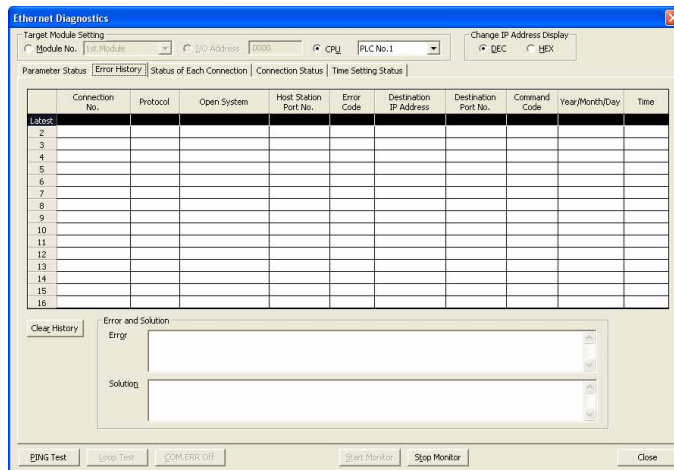 Ethernet Diagnostics
Target Module Setting
Module No. 1st Module I/O Address 0000 CPU PLC No.1
Change IP Address Display
DEC HEX
Parameter Status Error History Status of Each Connection Connection Status Time Setting Status
Connection No. Protocol Open System Host Station Port No. Error Code Destination IP Address Destination Port No. Command Code Year/Month/Day Time
Latest
2
3
4
5
6
7
8
9
10
11
12
13
14
15
16
Clear History
Error and Solution
Error
Solution
PING Test Loop Test COM.ERR Off Start Monitor Stop Monitor Close